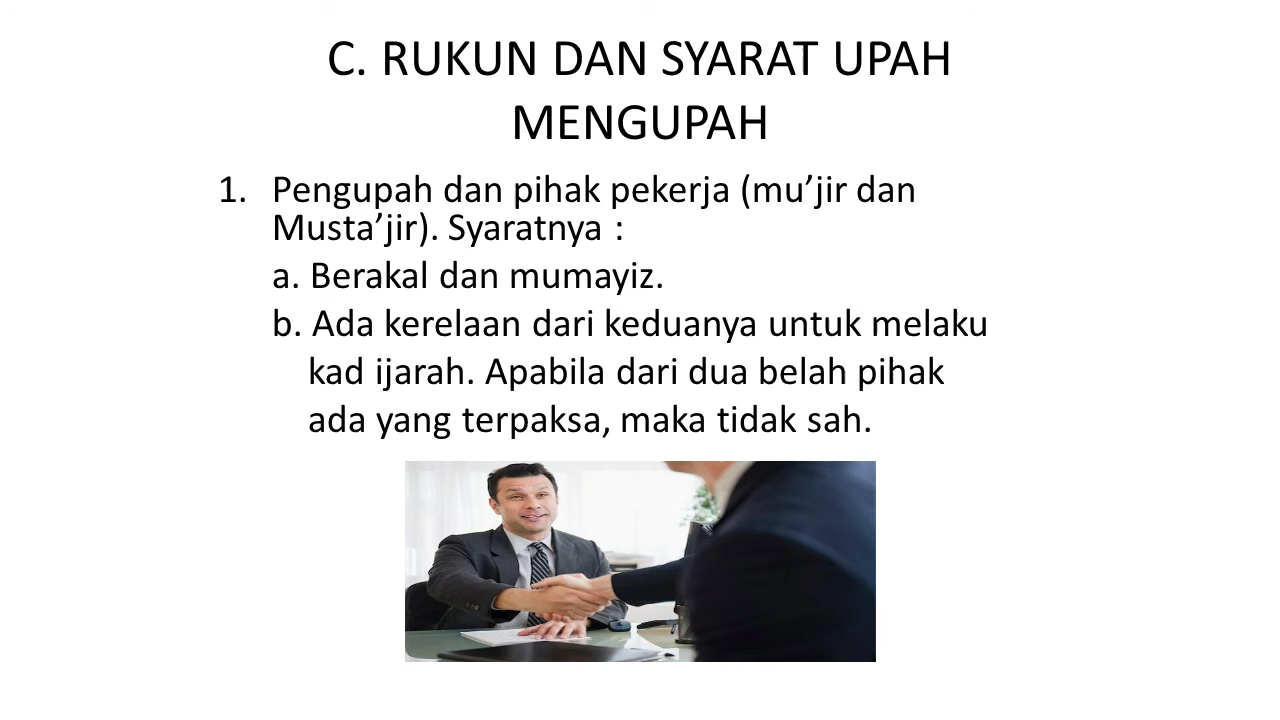 C. RUKUN DAN SYARAT UPAH
MENGUPAH
1. Pengupah dan pihak pekerja (mu’jir dan
Musta’jir). Syaratnya :
a. Berakal dan mumayiz.
b. Ada kerelaan dari keduanya untuk melaku
kad ijarah. Apabila dari dua belah pihak
ada yang terpaksa, maka tidak sah.